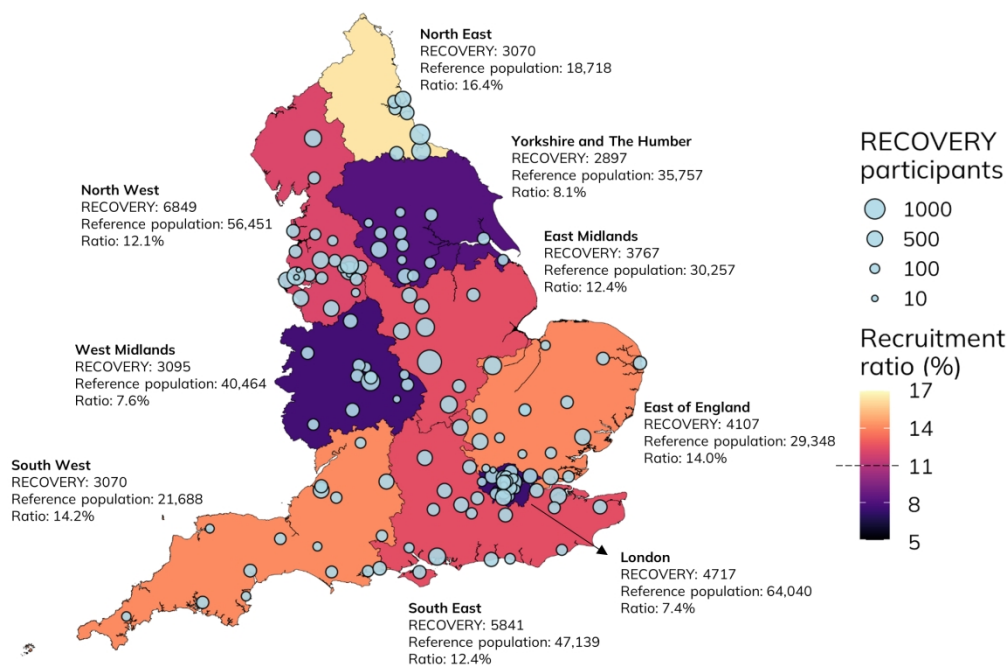 North East
RECOVERY: 3070
Reference population: 18,718
Ratio: 16.4%
Yorkshire and The Humber
RECOVERY: 2897
Reference population: 35,757
Ratio: 8.1%
North West
RECOVERY: 6849
Reference population: 56,451
Ratio: 12.1%
East Midlands
RECOVERY: 3767
Reference population: 30,257
Ratio: 12.4%
West Midlands
RECOVERY: 3095
Reference population: 40,464
Ratio: 7.6%
East of England
RECOVERY: 4107
Reference population: 29,348
Ratio: 14.0%
South West
RECOVERY: 3070
Reference population: 21,688
Ratio: 14.2%
London
RECOVERY: 4717
Reference population: 64,040
Ratio: 7.4%
South East
RECOVERY: 5841
Reference population: 47,139
Ratio: 12.4%
RECOVERY
participants
1000
500
100
10
Recruitment
ratio (%)
17
14
11
8
5